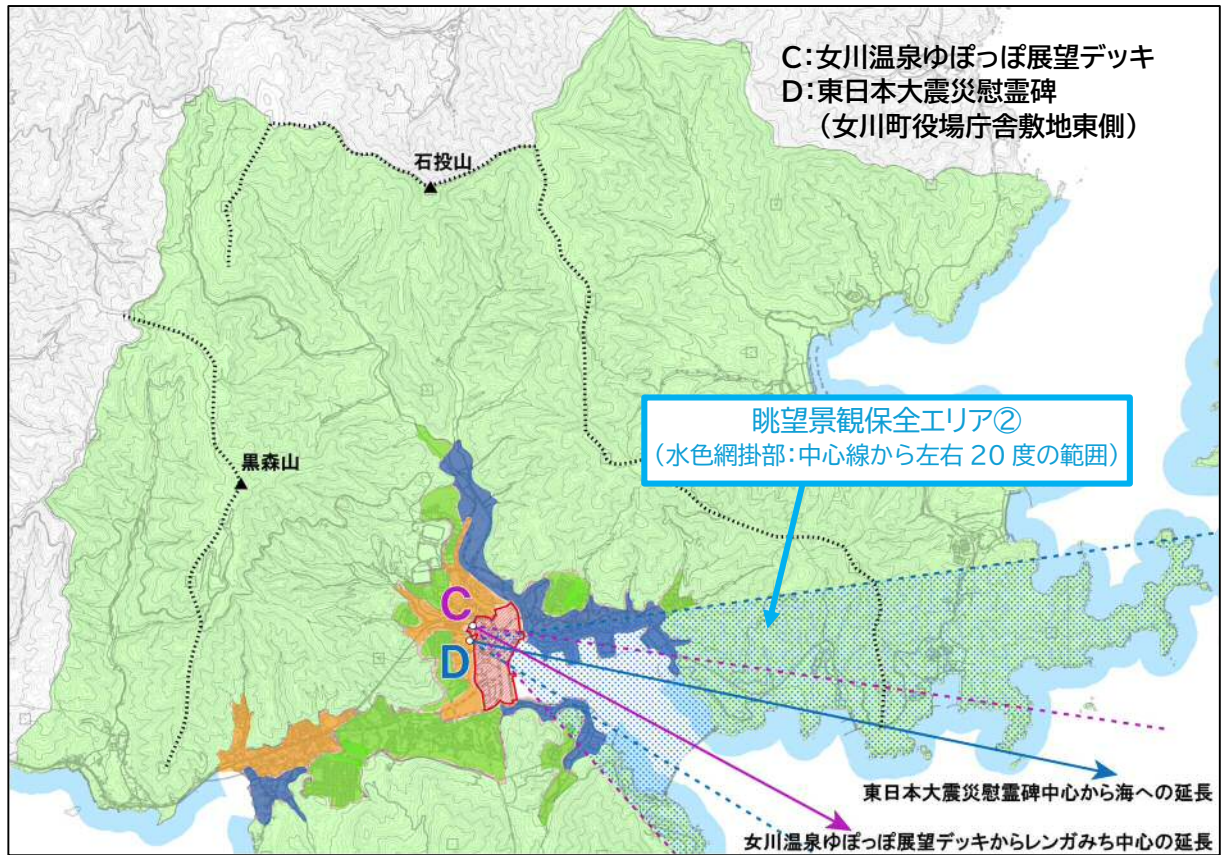 C:女川温泉ゆぽっぽ展望デッキ
D:東日本大震災慰霊碑
(女川町役場庁舎敷地東側)
石投山
眺望景観保全エリア②
(水色網掛部:中心線から左右 20 度の範囲)
黒森山
C
D
東日本大震災慰霊碑中心から海への延長
女川温泉ゆぽっぽ展望デッキからレンガみち中心の延長